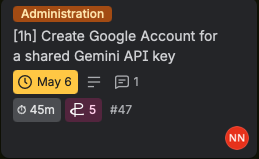 Administration
[1h] Create Google Account for
a shared Gemini API key
May 6 1
45m 5 #47
NN